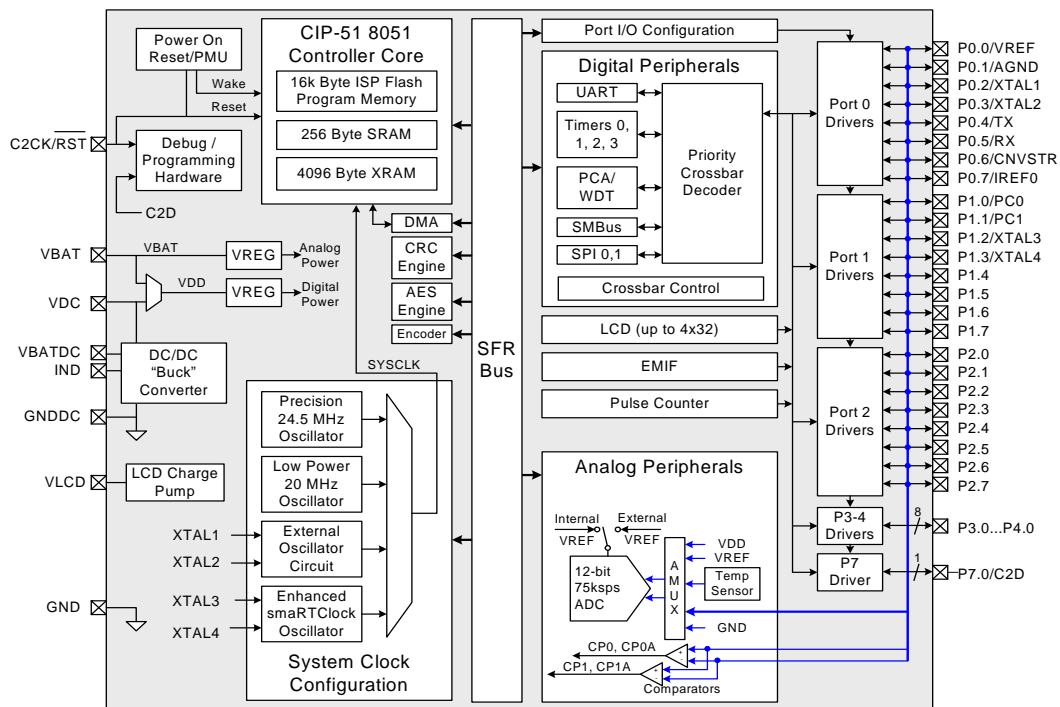 Power On
Reset/PMU
Wake
Reset
C2CK/RST
Debug /
Programming
Hardware
C2D
CIP-51 8051
Controller Core
16k Byte ISP Flash
Program Memory
256 Byte SRAM
4096 Byte XRAM
VBAT
VBAT
VREG
Analog
Power
VDC
VDD
VREG
Digital
Power
VBATDC
IND
DC/DC
"Buck"
Converter
GNDDC
VLCD
LCD Charge
Pump
GND
DMA
CRC
Engine
AES
Engine
Encoder
SYSCLK
Precision
24.5 MHz
Oscillator
Low Power
20 MHz
Oscillator
XTAL1
XTAL2
External
Oscillator
Circuit
XTAL3
XTAL4
Enhanced
smaRTClock
Oscillator
System Clock
Configuration
SFR
Bus
Port I/O Configuration
Digital Peripherals
UART
Timers 0,
1, 2, 3
PCA/
WDT
SMBus
SPI 0,1
Priority
Crossbar
Decoder
Crossbar Control
LCD (up to 4x32)
EMIF
Pulse Counter
Analog Peripherals
Internal
VREF
External
VREF
12-bit
75ksps
ADC
AMUX
VDD
VREF
Temp
Sensor
GND
CP0, CP0A
+
-
CP1, CP1A
+
-
Comparators
Port 0
Drivers
Port 1
Drivers
Port 2
Drivers
P3-4
Drivers
P7
Driver
P0.0/VREF
P0.1/AGND
P0.2/XTAL1
P0.3/XTAL2
P0.4/TX
P0.5/RX
P0.6/CNVSTR
P0.7/IREF0
P1.0/PC0
P1.1/PC1
P1.2/XTAL3
P1.3/XTAL4
P1.4
P1.5
P1.6
P1.7
P2.0
P2.1
P2.2
P2.3
P2.4
P2.5
P2.6
P2.7
8
P3.0...P4.0
1
P7.0/C2D